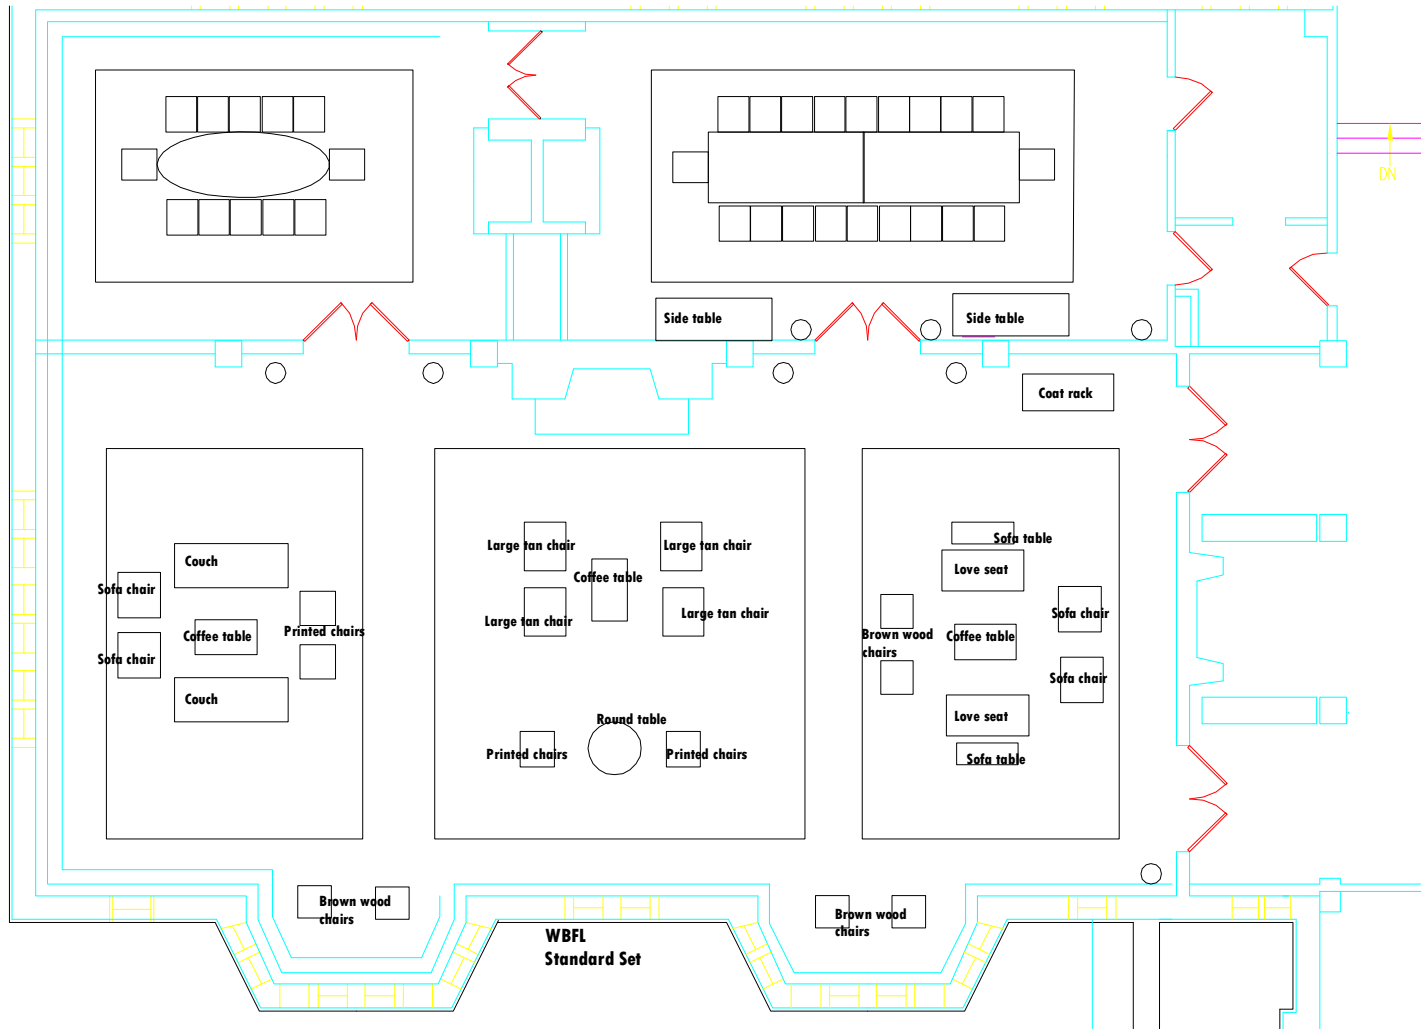 DN
Side table
Side table
Coat rack
Large tan chair
Large tan chair
Sofa table
Couch
Love seat
Coffee table
Sofa chair
Sofa chair
Large tan chair
Large tan chair
Printed chairs
Coffee table
Brown wood
chairs
Coffee table
Sofa chair
Sofa chair
Couch
Love seat
Round table
Printed chairs
Printed chairs
Sofa table
Brown wood
chairs
Brown wood
chairs
WBFL
Standard Set